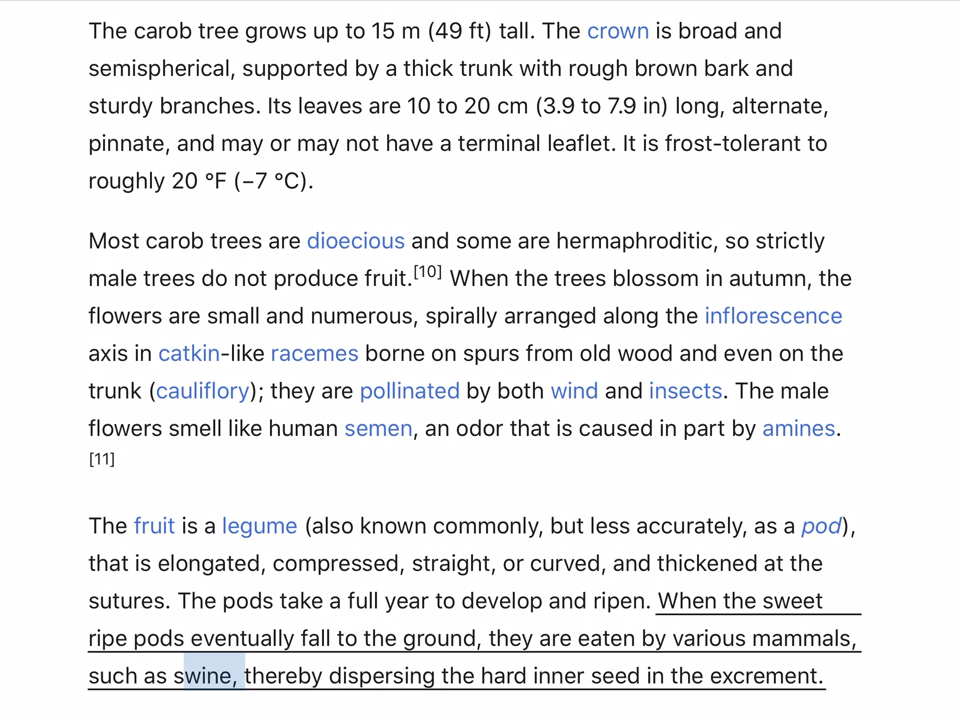 The carob tree grows up to 15 m (49 ft) tall. The crown is broad and
semispherical, supported by a thick trunk with rough brown bark and
sturdy branches. Its leaves are 10 to 20 cm (3.9 to 7.9 in) long, alternate,
pinnate, and may or may not have a terminal leaflet. It is frost-tolerant to
roughly 20 °F (−7 °C).
Most carob trees are dioecious and some are hermaphroditic, so strictly
male trees do not produce fruit.[10] When the trees blossom in autumn, the
flowers are small and numerous, spirally arranged along the inflorescence
axis in catkin-like racemes borne on spurs from old wood and even on the
trunk (cauliflory); they are pollinated by both wind and insects. The male
flowers smell like human semen, an odor that is caused in part by amines.
[11]
The fruit is a legume (also known commonly, but less accurately, as a pod),
that is elongated, compressed, straight, or curved, and thickened at the
sutures. The pods take a full year to develop and ripen. When the sweet
ripe pods eventually fall to the ground, they are eaten by various mammals,
such as swine, thereby dispersing the hard inner seed in the excrement.